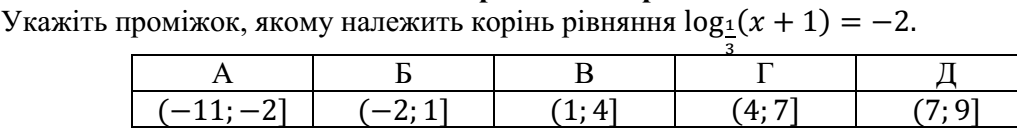 Укажіть проміжок, якому належить корінь рівняння log_{1/3}(x + 1) = −2.
А Б В Г Д
(−11; −2] (−2; 1] (1; 4] (4; 7] (7; 9]